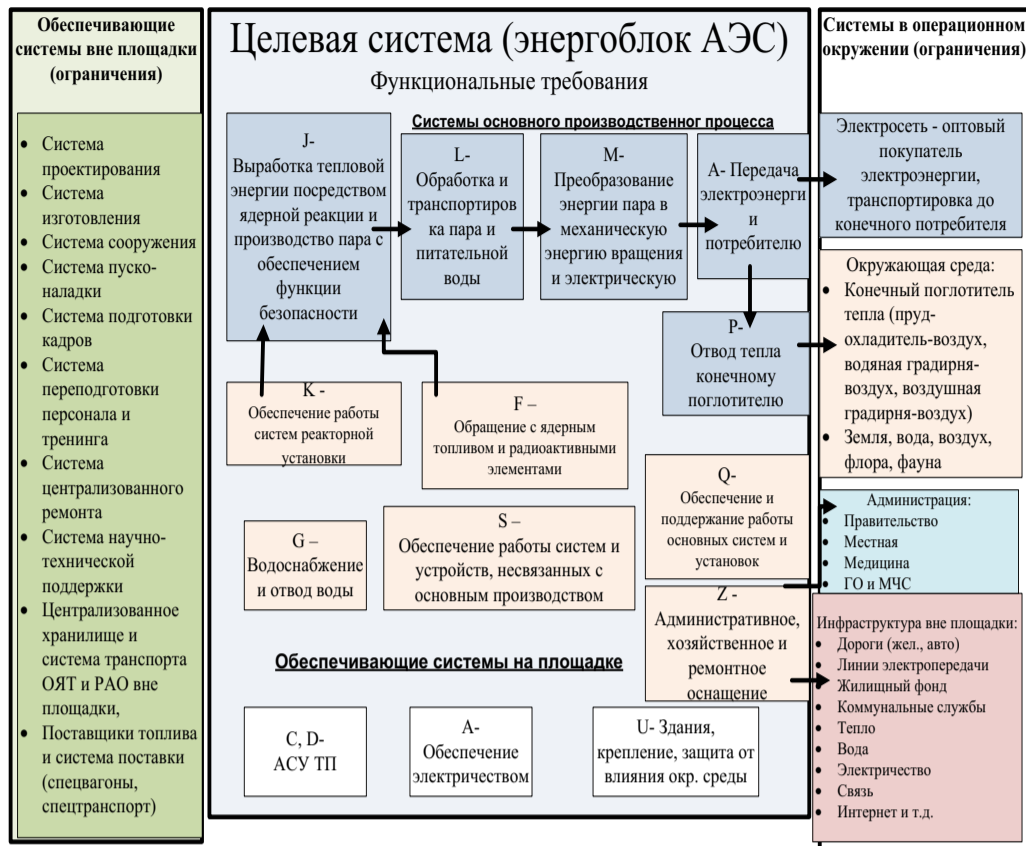 Обеспечивающие
системы вне площадки
(ограничения)
Система
проектирования
Система
изготовления
Система сооружения
Система пуско-
наладки
Система подготовки
кадров
Система
переподготовки
персонала и
тренинга
Система
централизованного
ремонта
Система научно-
технической
поддержки
Централизованное
хранилище и
система транспорта
ОЯТ и РАО вне
площадки,
Поставщики топлива
и система поставки
(спецвагоны,
спецтранспорт)
Целевая система (энергоблок АЭС)
Функциональные требования
Системы основного производственног процесса
J-
Выработка тепловой
энергии посредством
ядерной реакции и
производство пара с
обеспечением
функции
безопасности
L-
Обработка и
транспортиров
ка пара и
питательной
воды
M-
Преобразование
энергии пара в
механическую
энергию вращения
и электрическую
A- Передача
электроэнерги
и
потребителю
P-
Отвод тепла
конечному
поглотителю
K -
Обеспечение работы
систем реакторной
установки
F –
Обращение с ядерным
топливом и радиоактивными
элементами
Q-
Обеспечение и
поддержание работы
основных систем и
установок
G –
Водоснабжение
и отвод воды
S –
Обеспечение работы систем и
устройств, несвязанных с
основным производством
Z -
Административное,
хозяйственное и
ремонтное
оснащение
Обеспечивающие системы на площадке
C, D-
АСУ ТП
A-
Обеспечение
электричеством
U- Здания,
крепление, защита от
влияния окр. среды
Системы в операционном
окружении (ограничения)
Электросеть - оптовый
покупатель
электроэнергии,
транспортировка до
конечного потребителя
Окружающая среда:
Конечный поглотитель
тепла (пруд-
охладитель-воздух,
водяная градирня-
воздух, воздушная
градирня-воздух)
Земля, вода, воздух,
флора, фауна
Администрация:
Правительство
Местная
Медицина
ГО и МЧС
Инфраструктура вне площадки:
Дороги (жел., авто)
Линии электропередачи
Жилищный фонд
Коммунальные службы
Тепло
Вода
Электричество
Связь
Интернет и т.д.